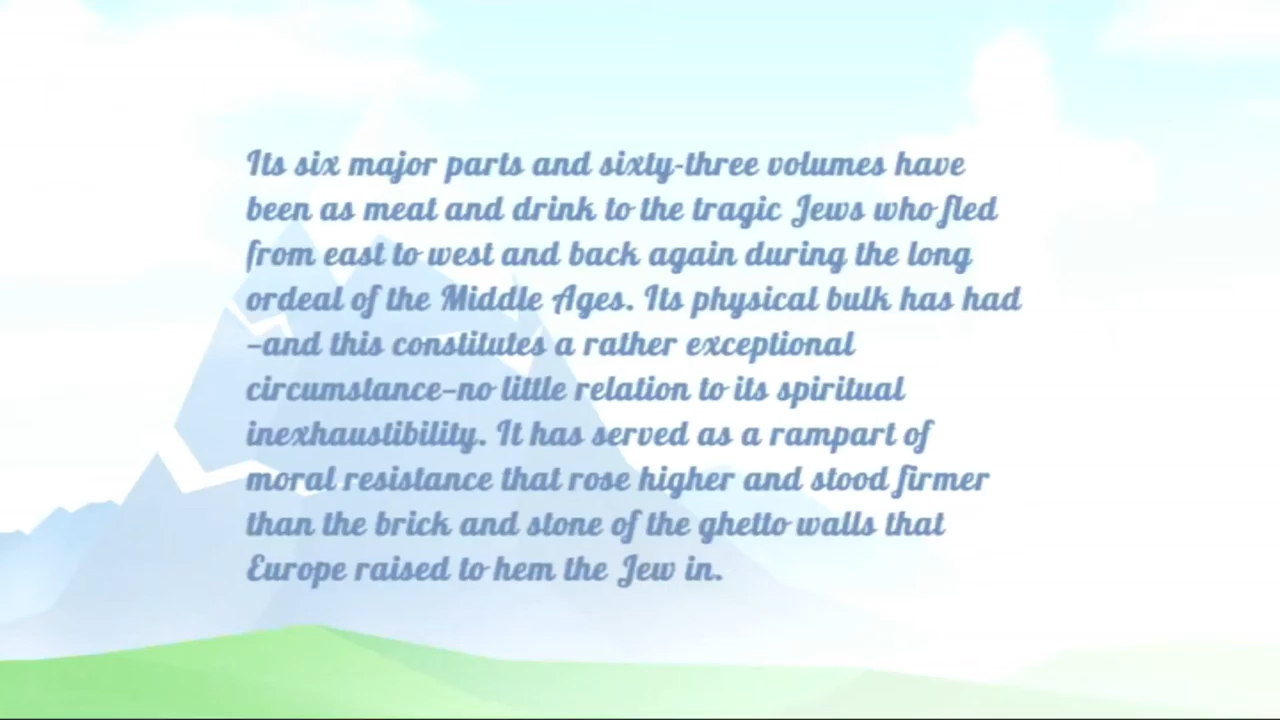 Its six major parts and sixty-three volumes have
been as meat and drink to the tragic Jews who fled
from east to west and back again during the long
ordeal of the Middle Ages. Its physical bulk has had
—and this constitutes a rather exceptional
circumstance—no little relation to its spiritual
inexhaustibility. It has served as a rampart of
moral resistance that rose higher and stood firmer
than the brick and stone of the ghetto walls that
Europe raised to hem the Jew in.